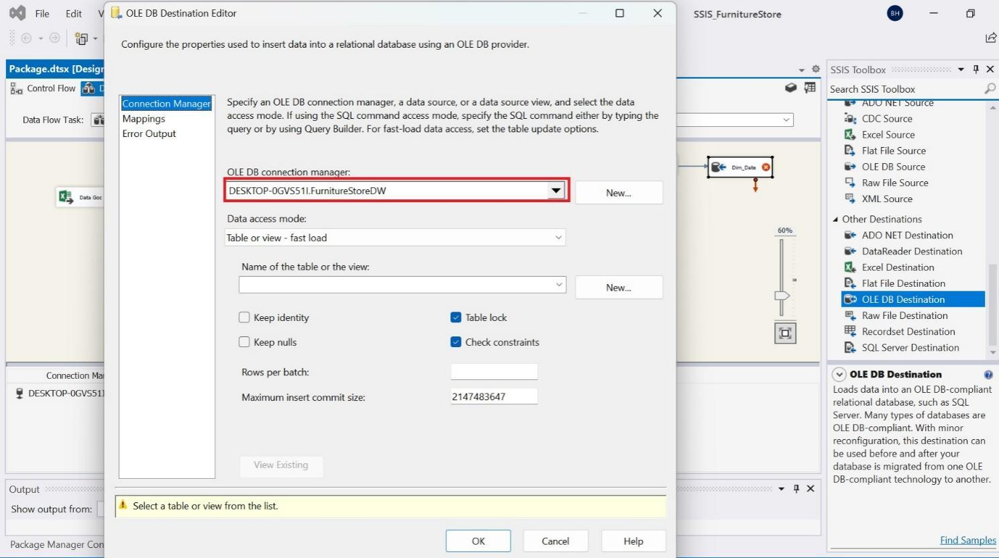 File
Edit
V
OLE DB Destination Editor
SSIS_FurnitureStore
BH
Configure the properties used to insert data into a relational database using an OLE DB provider.
Package.dtsx [Desig
Control Flow
D
Data Flow Task:
Connection Manager
Mappings
Error Output
Specify an OLE DB connection manager, a data source, or a data source view, and select the data
access mode. If using the SQL command access mode, specify the SQL command either by typing the
query or by using Query Builder. For fast-load data access, set the table update options.
OLE DB connection manager:
DESKTOP-0GVS51I.FurnitureStoreDW
New...
Data access mode:
Table or view - fast load
Name of the table or the view:
New...
Keep identity
Table lock
Keep nulls
Check constraints
Rows per batch:
Maximum insert commit size:
2147483647
View Existing
Select a table or view from the list.
OK
Cancel
Help
Data Goc
Dim_Date
60%
Connection Ma
DESKTOP-0GVS51I
Output
Show output from:
Package Manager Con
SSIS Toolbox
Search SSIS Toolbox
ADO NET Source
CDC Source
Excel Source
Flat File Source
OLE DB Source
Raw File Source
XML Source
Other Destinations
ADO NET Destination
DataReader Destination
Excel Destination
Flat File Destination
OLE DB Destination
Raw File Destination
Recordset Destination
SQL Server Destination
OLE DB Destination
Loads data into an OLE DB-compliant
relational database, such as SQL
Server. Many types of databases are
OLE DB-compliant. With minor
reconfiguration, this destination can
be used before and after your
database is migrated from one OLE
DB-compliant technology to another.
Find Samples